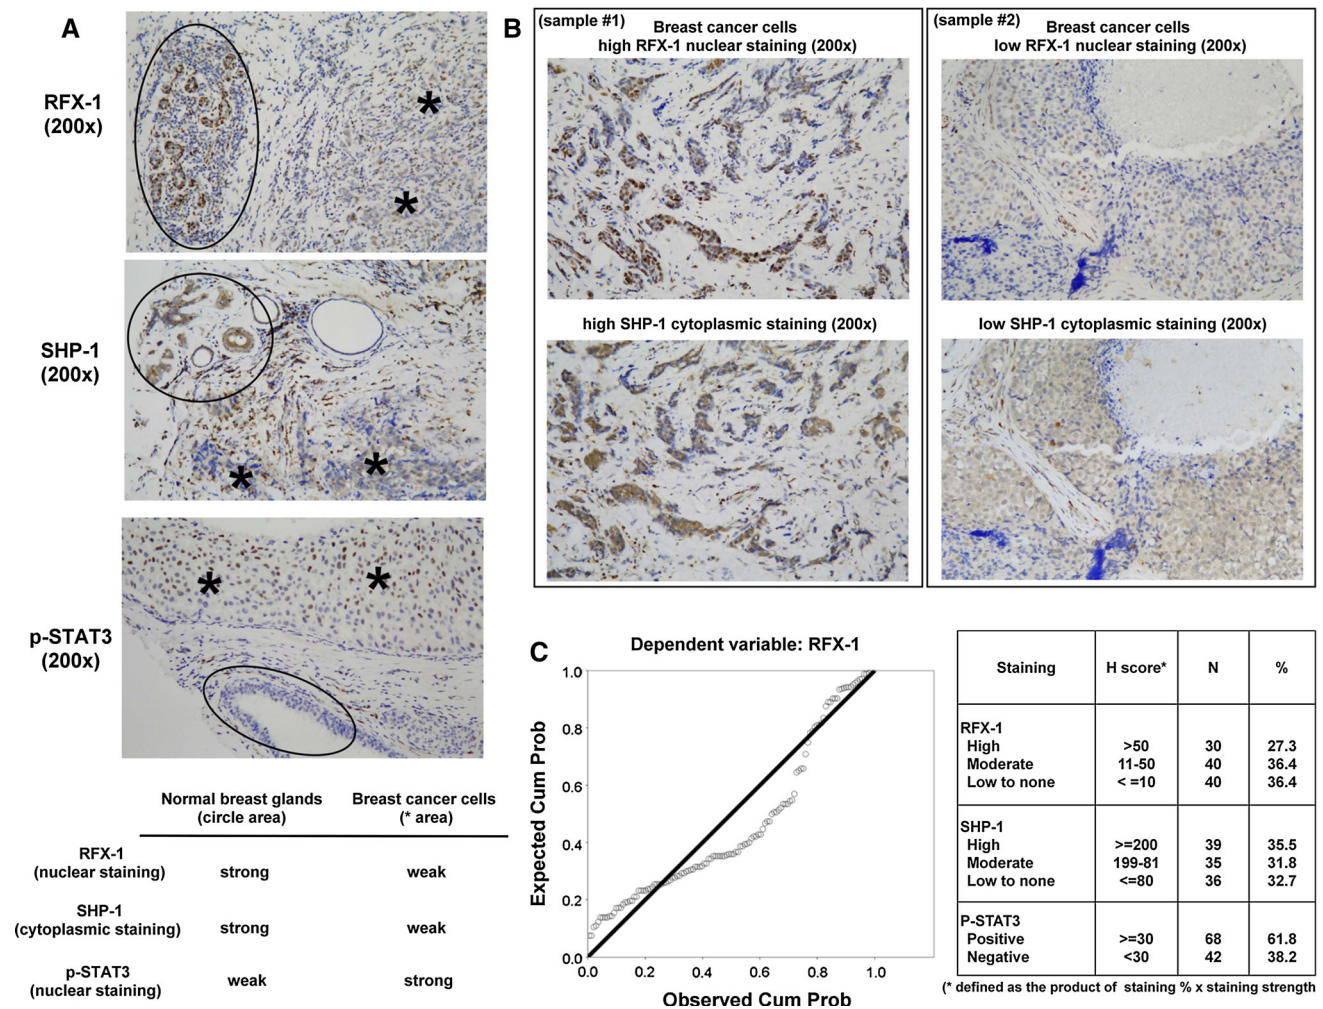 A
RFX-1
(200x)
*
*
SHP-1
(200x)
*
*
p-STAT3
(200x)
*
*
Normal breast glands
(circle area)
Breast cancer cells
(* area)
RFX-1
(nuclear staining)
strong
weak
SHP-1
(cytoplasmic staining)
strong
weak
p-STAT3
(nuclear staining)
weak
strong
B
(sample #1)
Breast cancer cells
high RFX-1 nuclear staining (200x)
high SHP-1 cytoplasmic staining (200x)
(sample #2)
Breast cancer cells
low RFX-1 nuclear staining (200x)
low SHP-1 cytoplasmic staining (200x)
C
Dependent variable: RFX-1
Expected Cum Prob
1.0
0.8
0.6
0.4
0.2
0.0
0.0 0.2 0.4 0.6 0.8 1.0
Observed Cum Prob
Staining H score* N %
RFX-1
High >50 30 27.3
Moderate 11-50 40 36.4
Low to none < =10 40 36.4
SHP-1
High >=200 39 35.5
Moderate 199-81 35 31.8
Low to none <=80 36 32.7
P-STAT3
Positive >=30 68 61.8
Negative <30 42 38.2
(* defined as the product of staining % x staining strength